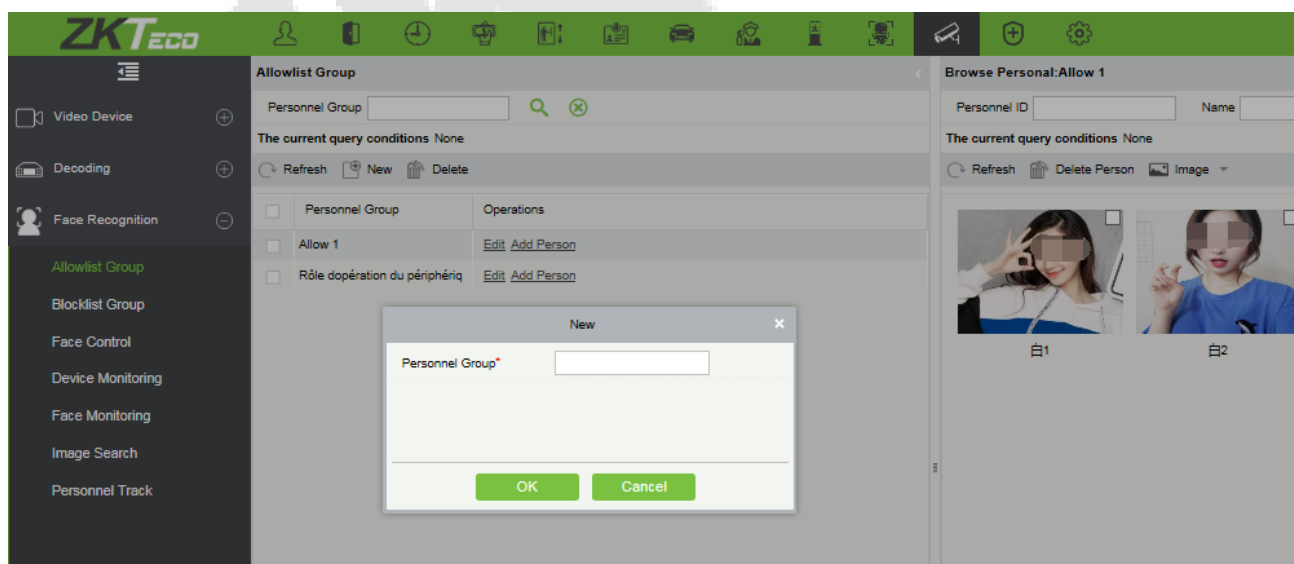 ZKTECO
Video Device
Decoding
Face Recognition
Allowlist Group
Blocklist Group
Face Control
Device Monitoring
Face Monitoring
Image Search
Personnel Track
Allowlist Group
Personnel Group
The current query conditions None
Refresh New Delete
Personnel Group Operations
Allow 1 Edit Add Person
Rôle dopération du périphériq Edit Add Person
New
Personnel Group*
OK Cancel
Browse Personal:Allow 1
Personnel ID Name
The current query conditions None
Refresh Delete Person Image
白1 白2